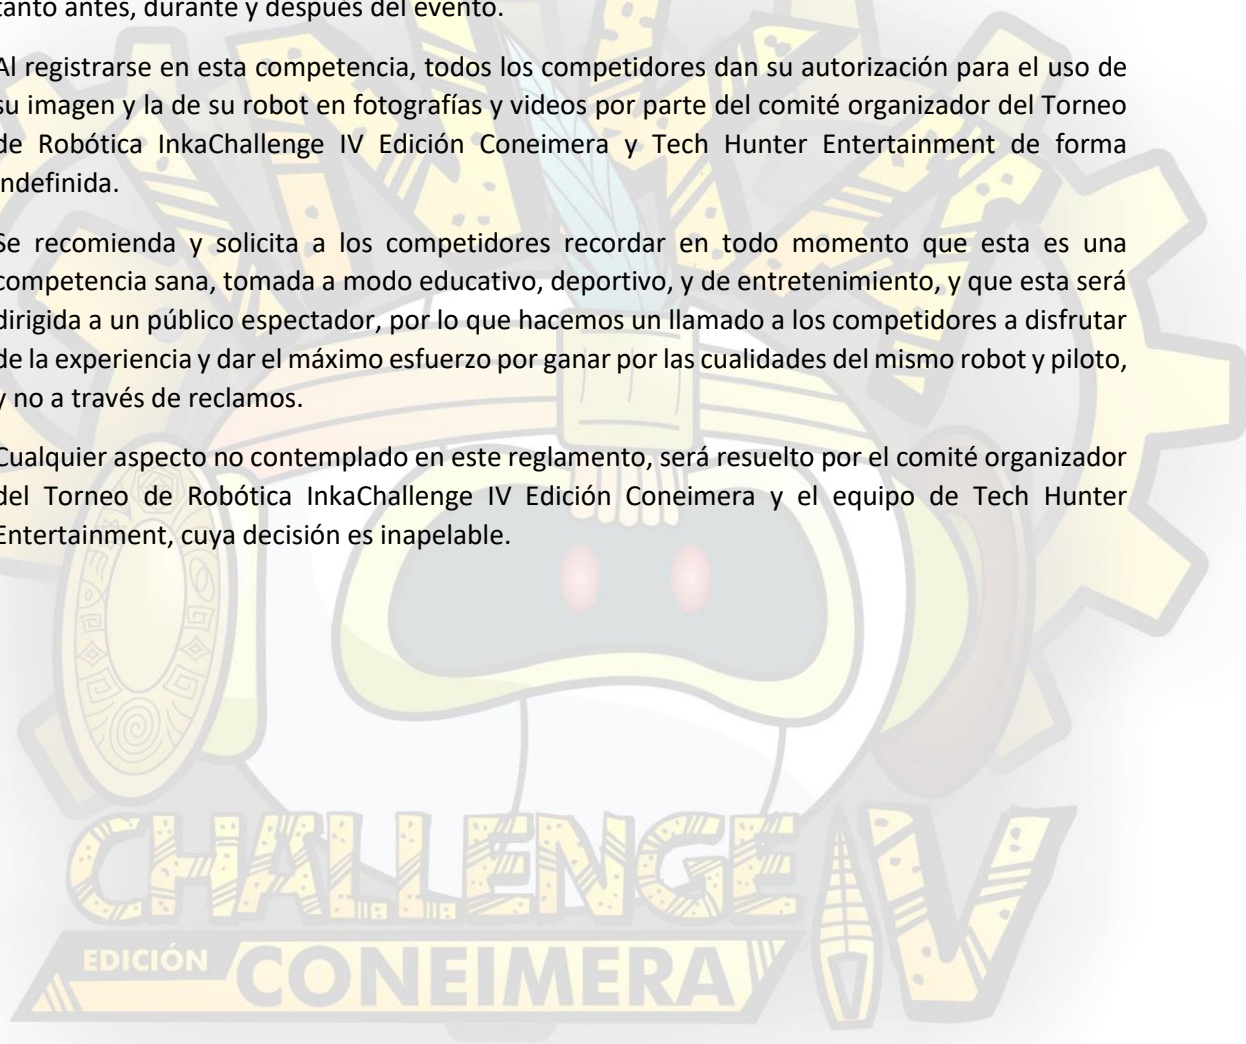 tanto antes, durante y después del evento.
Al registrarse en esta competencia, todos los competidores dan su autorización para el uso de
su imagen y la de su robot en fotografías y videos por parte del comité organizador del Torneo
de Robótica InkaChallenge IV Edición Coneimera y Tech Hunter Entertainment de forma
indefinida.
Se recomienda y solicita a los competidores recordar en todo momento que esta es una
competencia sana, tomada a modo educativo, deportivo, y de entretenimiento, y que esta será
dirigida a un público espectador, por lo que hacemos un llamado a los competidores a disfrutar
de la experiencia y dar el máximo esfuerzo por ganar por las cualidades del mismo robot y piloto,
y no a través de reclamos.
Cualquier aspecto no contemplado en este reglamento, será resuelto por el comité organizador
del Torneo de Robótica InkaChallenge IV Edición Coneimera y el equipo de Tech Hunter
Entertainment, cuya decisión es inapelable.
CHALLENGE IV
EDICIÓN CONEIMERA